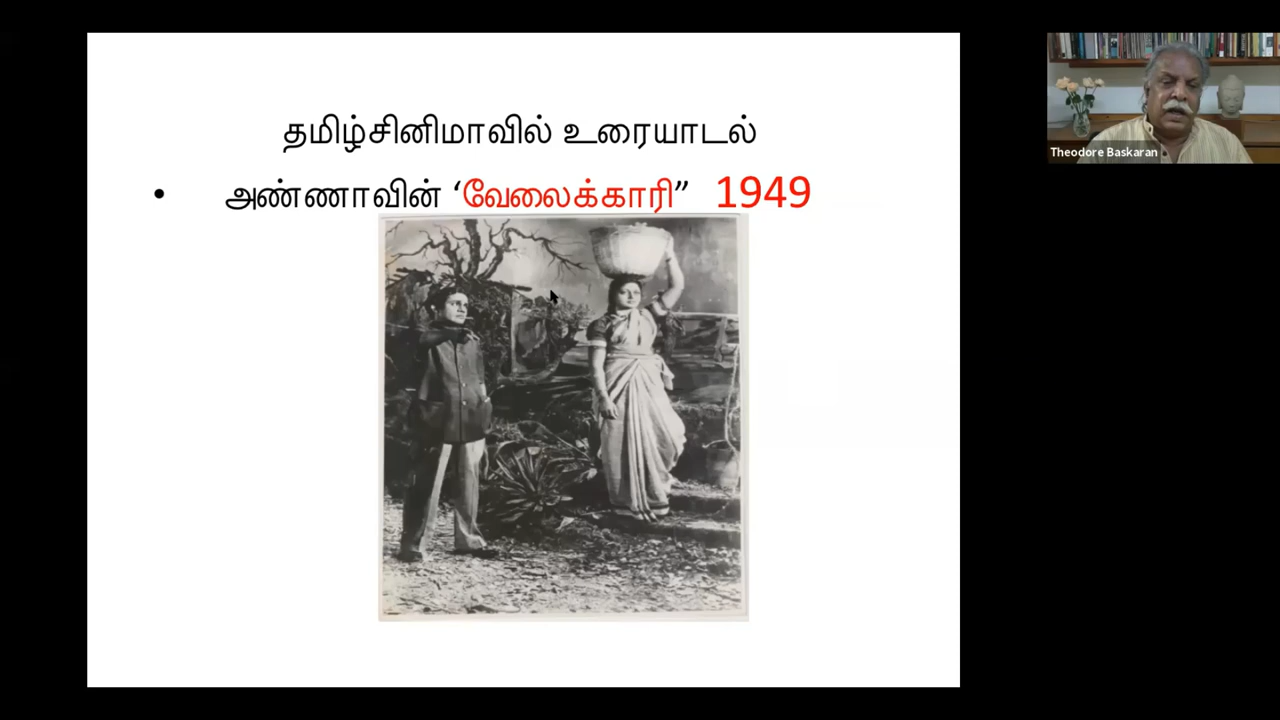 தமிழ்சினிமாவில் உரையாடல்
• அண்ணாவின் ‘வேலைக்காரி” 1949
Theodore Baskaran